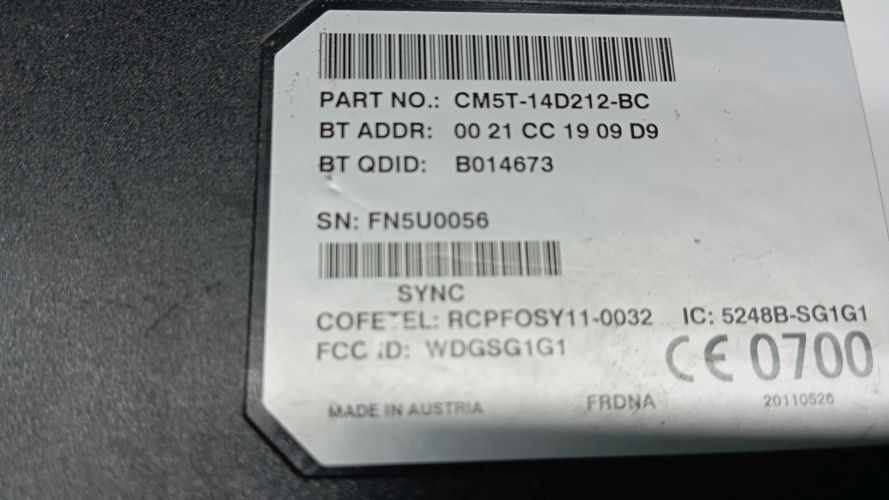 PART NO.: CM5T-14D212-BC
BT ADDR: 00 21 CC 19 09 D9
BT QDID: B014673
SN: FN5U0056
SYNC
COFETEL: RCPFOSY11-0032 IC: 5248B-SG1G1
FCC ID: WDGSG1G1
CE 0700
MADE IN AUSTRIA FRDNA 20110526